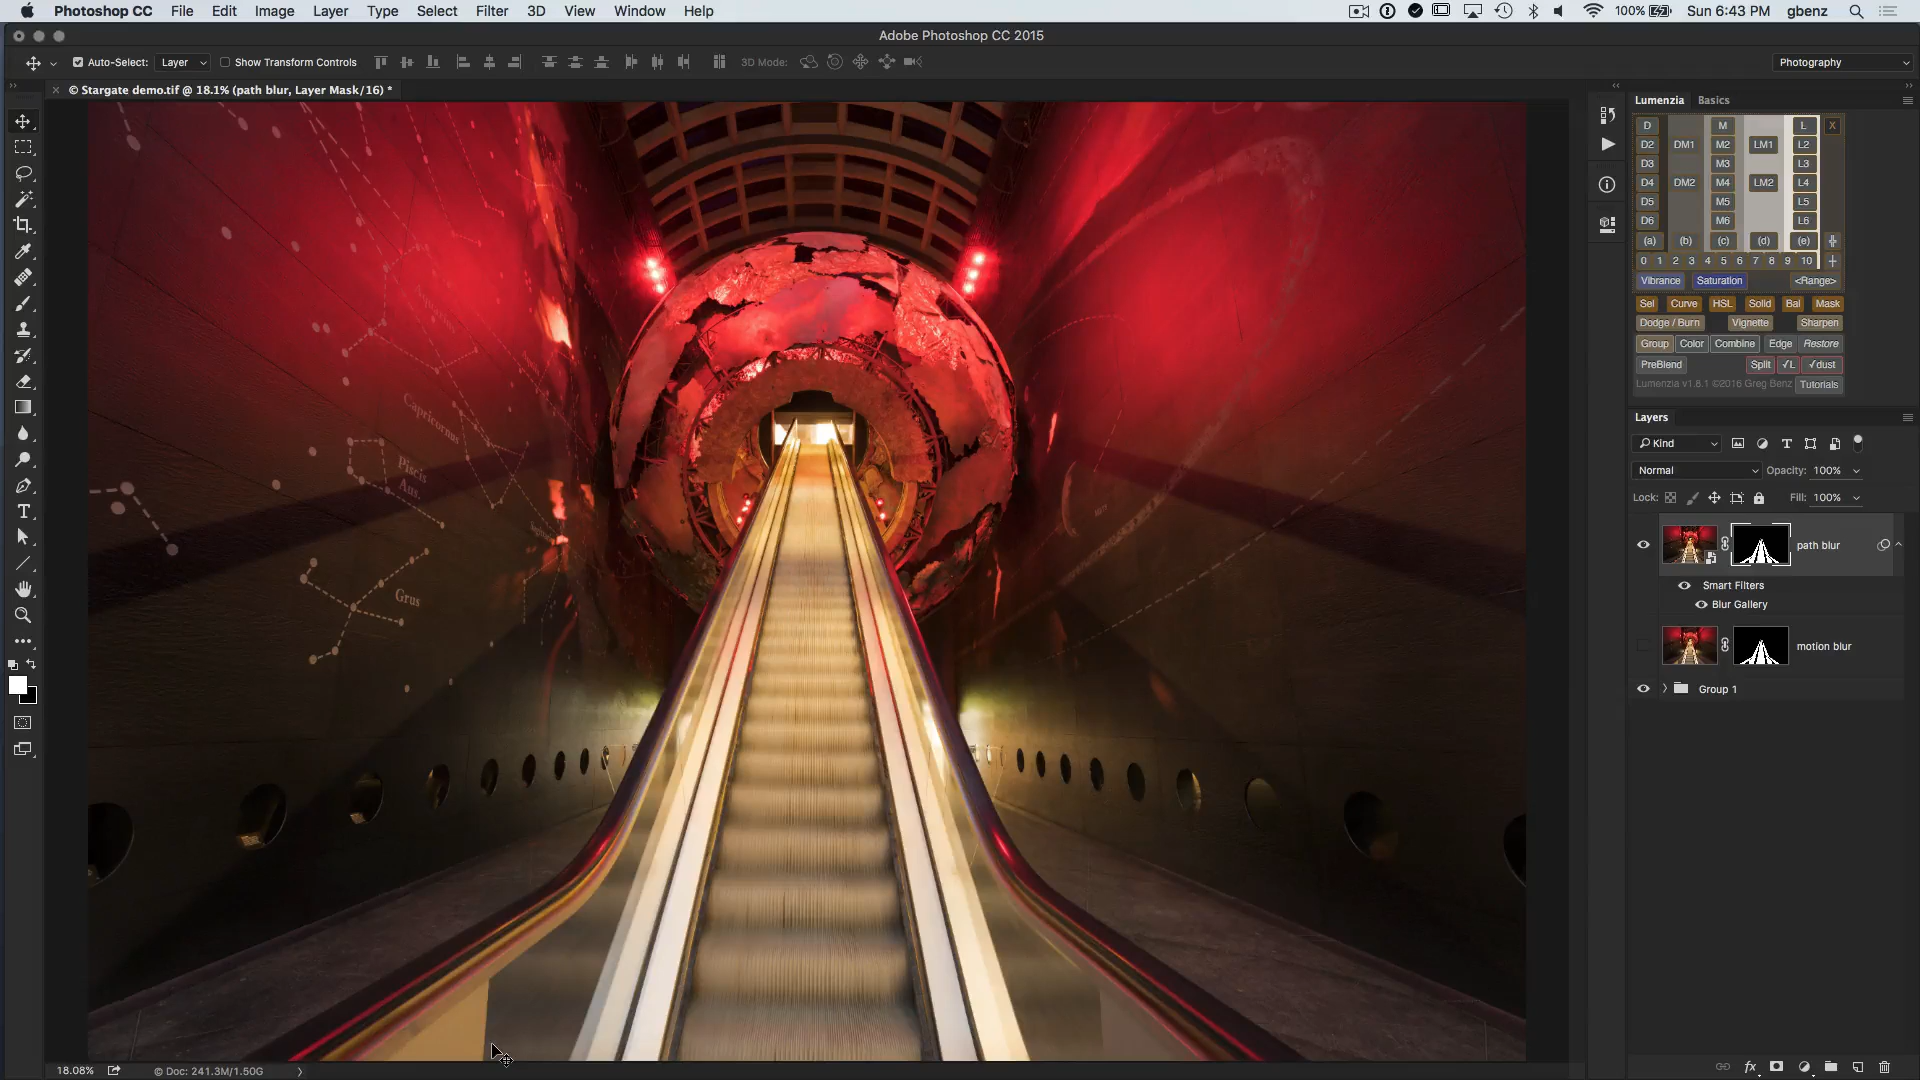 Photoshop CC File Edit Image Layer Type Select Filter 3D View Window Help 100% Sun 6:43 PM gbenz
Adobe Photoshop CC 2015
Auto-Select: Layer Show Transform Controls 3D Mode: Photography
× © Stargate demo.tif @ 18.1% (path blur, Layer Mask/16) *
Lumenzia Basics
D M L X
D2 DM1 M2 LM1 L2
D3 M3 L3
D4 DM2 M4 LM2 L4
D5 M5 L5
D6 M6 L6
(a) (b) (c) (d) (e)
0 1 2 3 4 5 6 7 8 9 10
Vibrance Saturation <Range>
Sel Curve HSL Solid Bal Mask
Dodge / Burn Vignette Sharpen
Group Color Combine Edge Restore
PreBlend Split √L √dust
Lumenzia v1.8.1 ©2016 Greg Benz Tutorials
Layers
Kind
Normal Opacity: 100%
Lock: Fill: 100%
path blur
Smart Filters
Blur Gallery
motion blur
Group 1
Capricornus
Piscis
Aus.
Grus
18.08% © Doc: 241.3M/1.50G